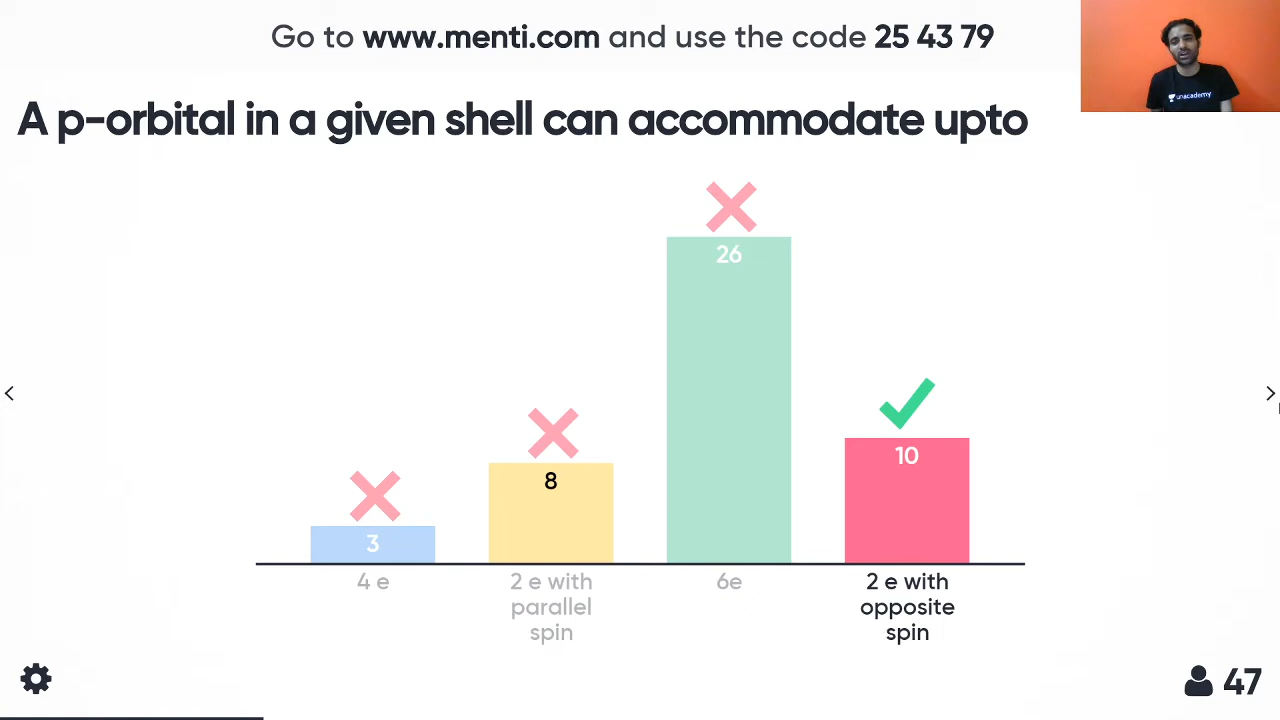 Go to www.menti.com and use the code 25 43 79
unacademy
A p-orbital in a given shell can accommodate upto
26
10
8
3
4 e
2 e with
parallel
spin
6e
2 e with
opposite
spin
47